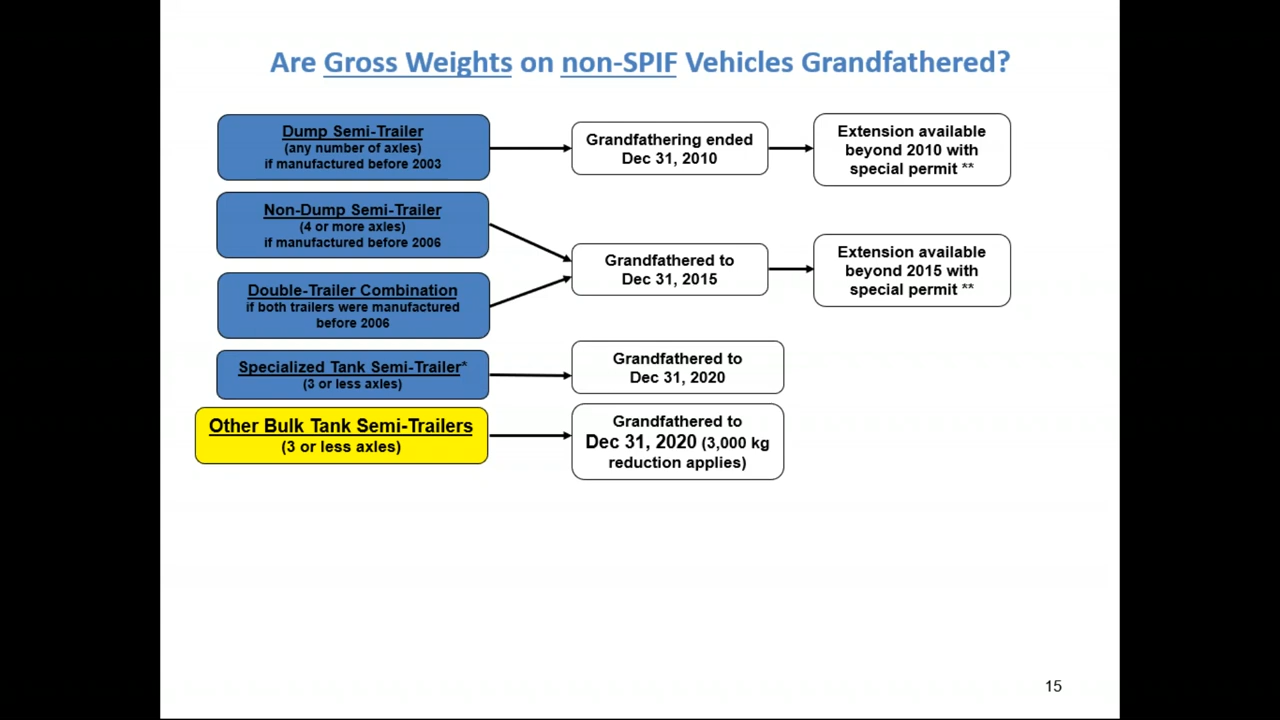 Are Gross Weights on non-SPIF Vehicles Grandfathered?
Dump Semi-Trailer
(any number of axles)
if manufactured before 2003
Grandfathering ended
Dec 31, 2010
Extension available
beyond 2010 with
special permit **
Non-Dump Semi-Trailer
(4 or more axles)
if manufactured before 2006
Double-Trailer Combination
if both trailers were manufactured
before 2006
Grandfathered to
Dec 31, 2015
Extension available
beyond 2015 with
special permit **
Specialized Tank Semi-Trailer*
(3 or less axles)
Grandfathered to
Dec 31, 2020
Other Bulk Tank Semi-Trailers
(3 or less axles)
Grandfathered to
Dec 31, 2020 (3,000 kg
reduction applies)
15